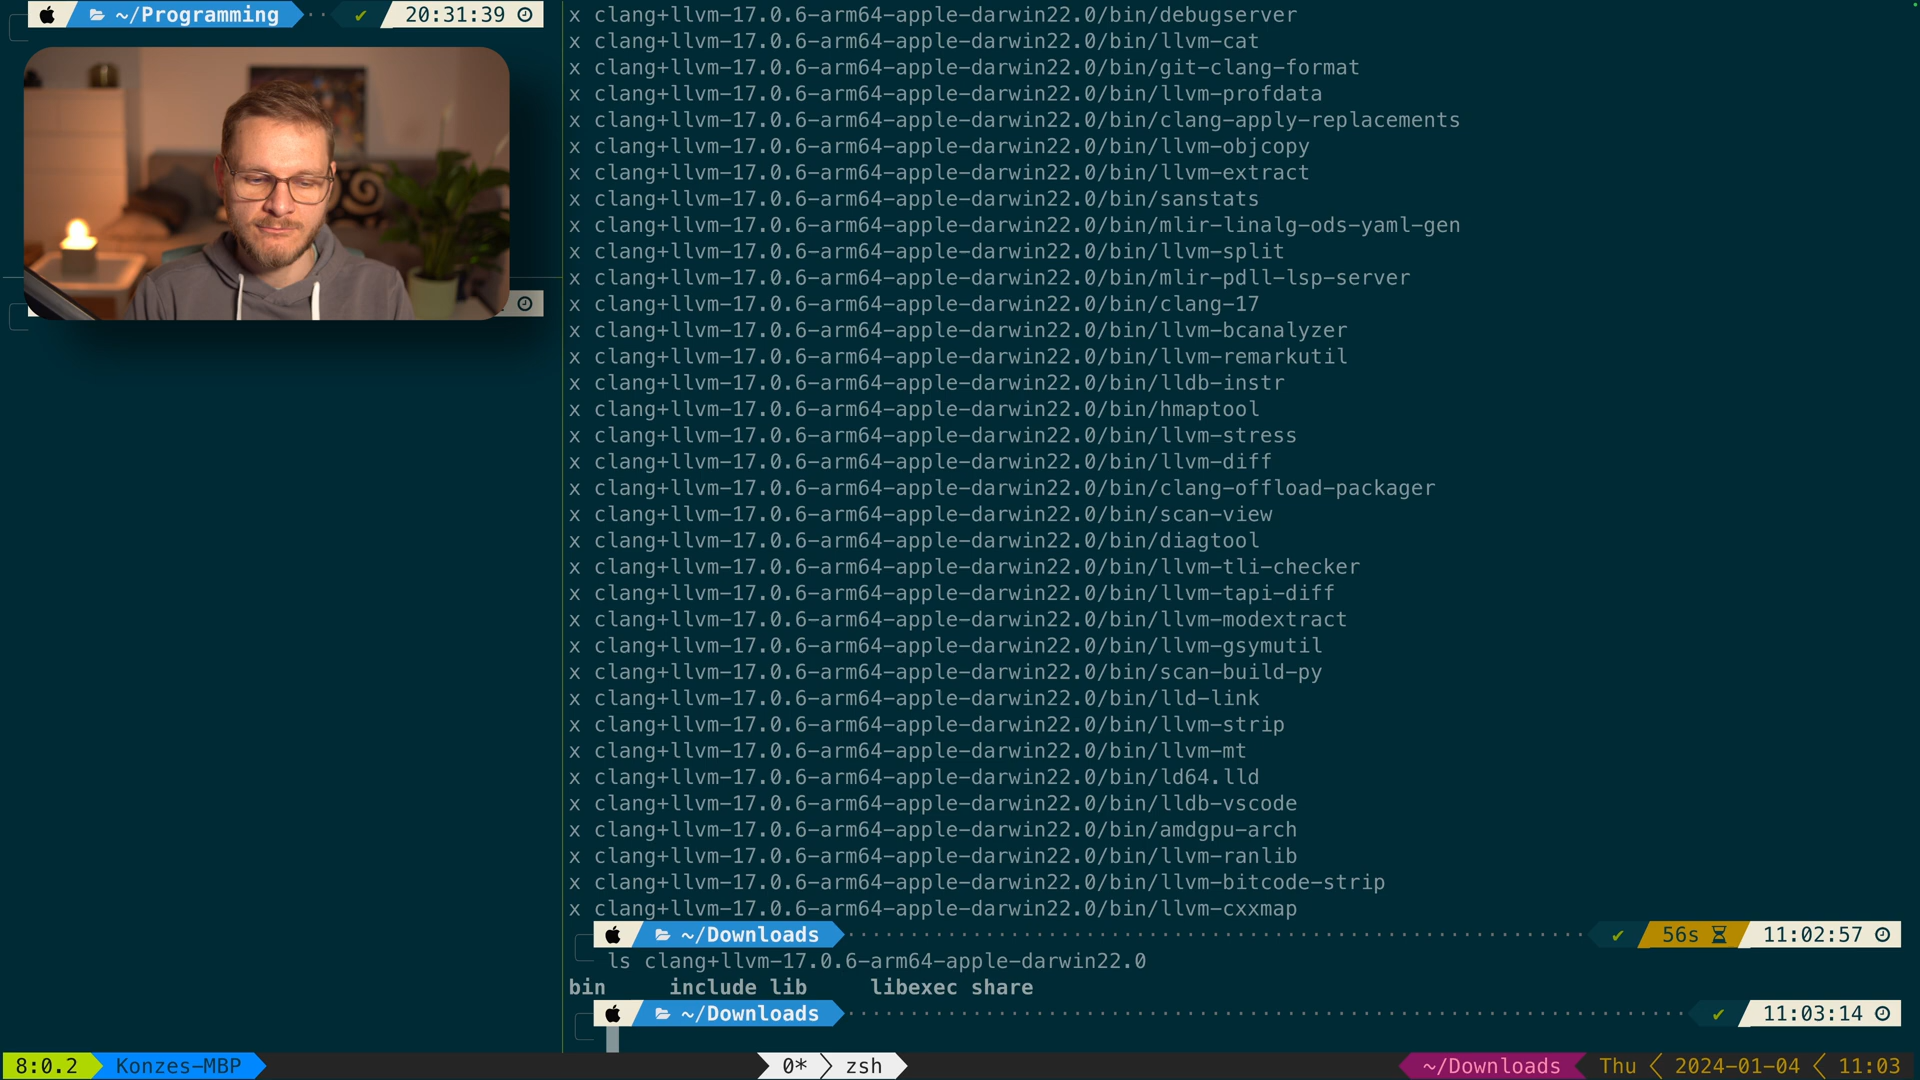 ~/Programming ✔ 20:31:39
x clang+llvm-17.0.6-arm64-apple-darwin22.0/bin/debugserver
x clang+llvm-17.0.6-arm64-apple-darwin22.0/bin/llvm-cat
x clang+llvm-17.0.6-arm64-apple-darwin22.0/bin/git-clang-format
x clang+llvm-17.0.6-arm64-apple-darwin22.0/bin/llvm-profdata
x clang+llvm-17.0.6-arm64-apple-darwin22.0/bin/clang-apply-replacements
x clang+llvm-17.0.6-arm64-apple-darwin22.0/bin/llvm-objcopy
x clang+llvm-17.0.6-arm64-apple-darwin22.0/bin/llvm-extract
x clang+llvm-17.0.6-arm64-apple-darwin22.0/bin/sanstats
x clang+llvm-17.0.6-arm64-apple-darwin22.0/bin/mlir-linalg-ods-yaml-gen
x clang+llvm-17.0.6-arm64-apple-darwin22.0/bin/llvm-split
x clang+llvm-17.0.6-arm64-apple-darwin22.0/bin/mlir-pdll-lsp-server
x clang+llvm-17.0.6-arm64-apple-darwin22.0/bin/clang-17
x clang+llvm-17.0.6-arm64-apple-darwin22.0/bin/llvm-bcanalyzer
x clang+llvm-17.0.6-arm64-apple-darwin22.0/bin/llvm-remarkutil
x clang+llvm-17.0.6-arm64-apple-darwin22.0/bin/lldb-instr
x clang+llvm-17.0.6-arm64-apple-darwin22.0/bin/hmaptool
x clang+llvm-17.0.6-arm64-apple-darwin22.0/bin/llvm-stress
x clang+llvm-17.0.6-arm64-apple-darwin22.0/bin/llvm-diff
x clang+llvm-17.0.6-arm64-apple-darwin22.0/bin/clang-offload-packager
x clang+llvm-17.0.6-arm64-apple-darwin22.0/bin/scan-view
x clang+llvm-17.0.6-arm64-apple-darwin22.0/bin/diagtool
x clang+llvm-17.0.6-arm64-apple-darwin22.0/bin/llvm-tli-checker
x clang+llvm-17.0.6-arm64-apple-darwin22.0/bin/llvm-tapi-diff
x clang+llvm-17.0.6-arm64-apple-darwin22.0/bin/llvm-modextract
x clang+llvm-17.0.6-arm64-apple-darwin22.0/bin/llvm-gsymutil
x clang+llvm-17.0.6-arm64-apple-darwin22.0/bin/scan-build-py
x clang+llvm-17.0.6-arm64-apple-darwin22.0/bin/lld-link
x clang+llvm-17.0.6-arm64-apple-darwin22.0/bin/llvm-strip
x clang+llvm-17.0.6-arm64-apple-darwin22.0/bin/llvm-mt
x clang+llvm-17.0.6-arm64-apple-darwin22.0/bin/ld64.lld
x clang+llvm-17.0.6-arm64-apple-darwin22.0/bin/lldb-vscode
x clang+llvm-17.0.6-arm64-apple-darwin22.0/bin/amdgpu-arch
x clang+llvm-17.0.6-arm64-apple-darwin22.0/bin/llvm-ranlib
x clang+llvm-17.0.6-arm64-apple-darwin22.0/bin/llvm-bitcode-strip
x clang+llvm-17.0.6-arm64-apple-darwin22.0/bin/llvm-cxxmap
~/Downloads ✔ 56s 11:02:57
ls clang+llvm-17.0.6-arm64-apple-darwin22.0
bin include lib libexec share
~/Downloads ✔ 11:03:14
8:0.2 Konzes-MBP 0* zsh ~/Downloads Thu 2024-01-04 11:03